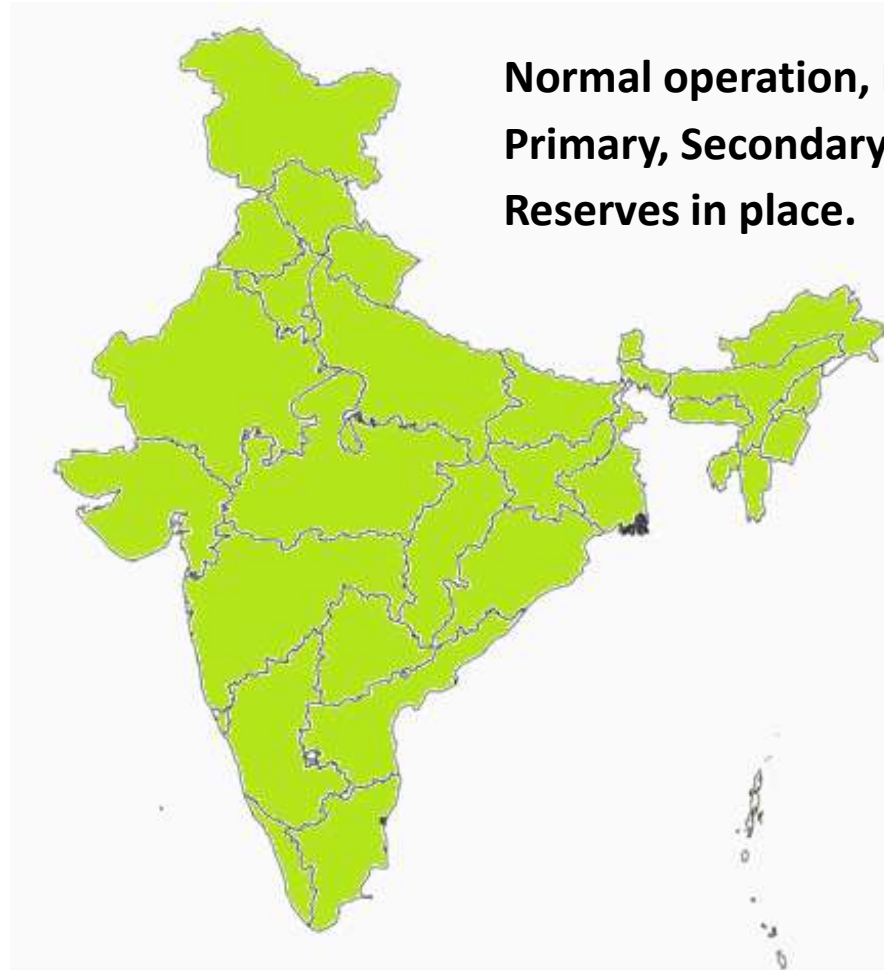 Normal operation,
Primary, Secondary
Reserves in place.